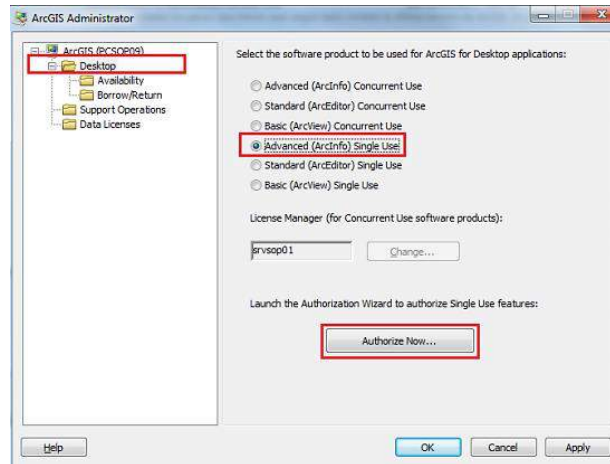 ArcGIS Administrator
ArcGIS (PCSOP09)
Desktop
Availability
Borrow/Return
Support Operations
Data Licenses
Select the software product to be used for ArcGIS for Desktop applications:
Advanced (ArcInfo) Concurrent Use
Standard (ArcEditor) Concurrent Use
Basic (ArcView) Concurrent Use
Advanced (ArcInfo) Single Use
Standard (ArcEditor) Single Use
Basic (ArcView) Single Use
License Manager (for Concurrent Use software products):
srvsop01
Change...
Launch the Authorization Wizard to authorize Single Use features:
Authorize Now...
Help
OK
Cancel
Apply